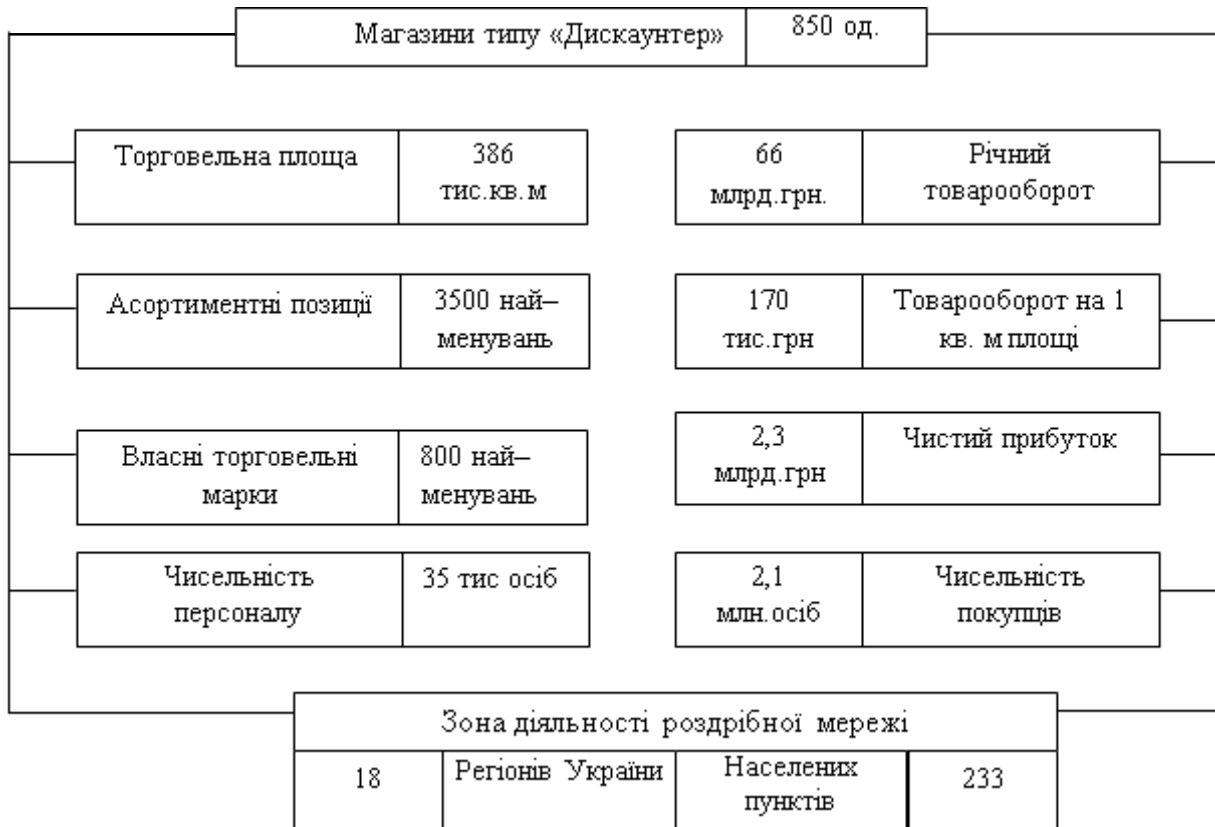 Магазини типу «Дискаунтер»
850 од.
Торговельна площа
386
тис.кв.м
66
млрд.грн.
Річний
товарооборот
Асортиментні позиції
3500 най–
менувань
170
тис.грн
Товарооборот на 1
кв. м площі
Власні торговельні
марки
800 най–
менувань
2,3
млрд.грн
Чистий прибуток
Чисельність
персоналу
35 тис осіб
2,1
млн.осіб
Чисельність
покупців
Зона діяльності роздрібної мережі
18
Регіонів України
Населених
пунктів
233